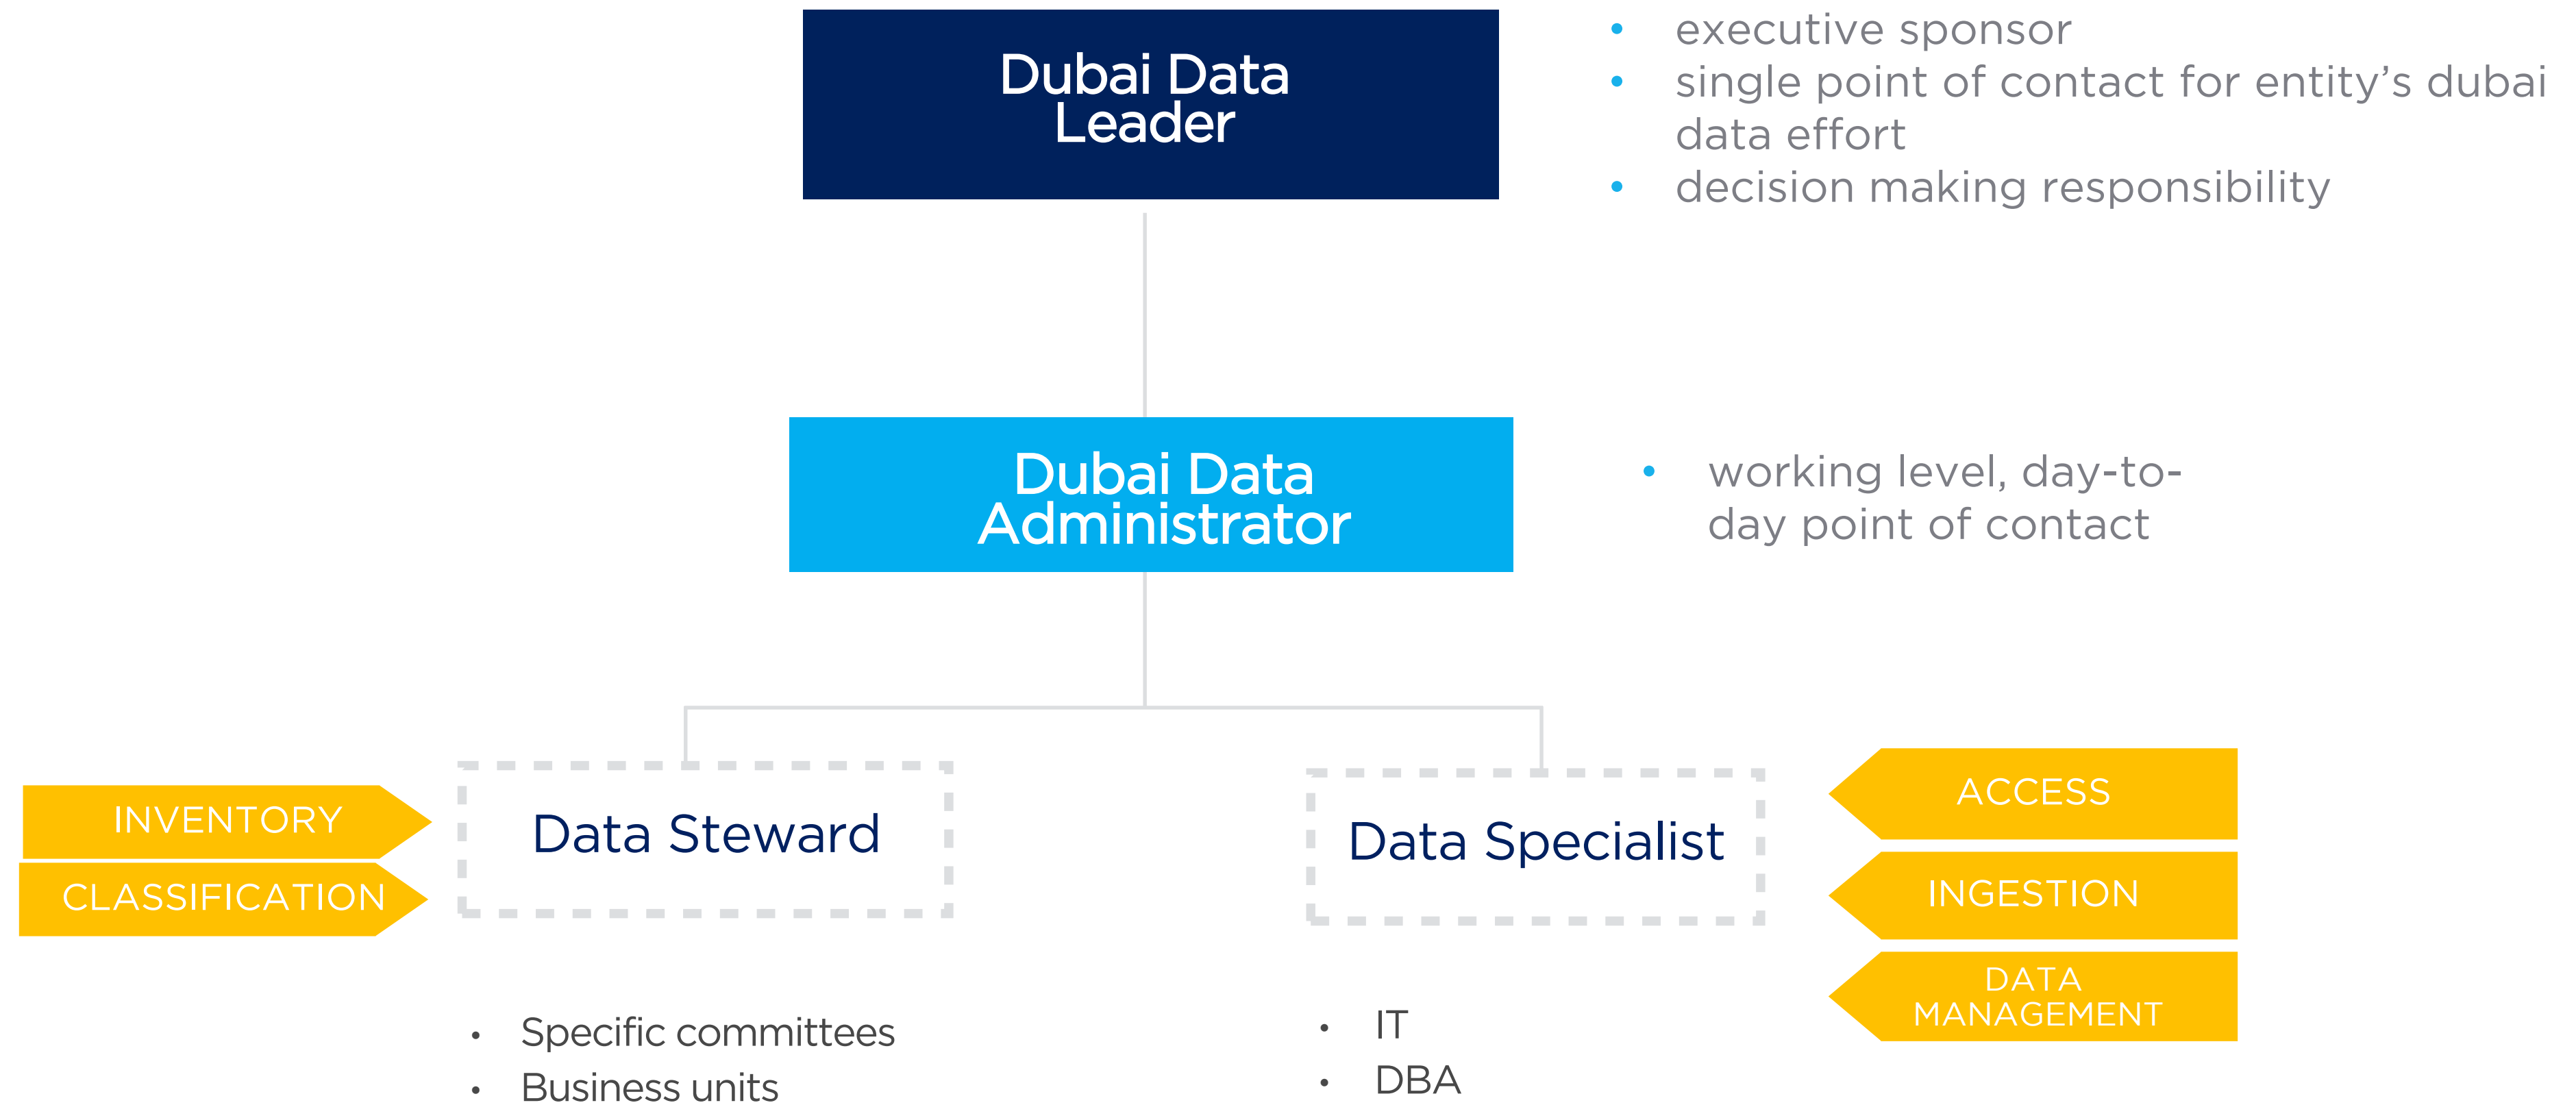 Dubai Data
Leader
• executive sponsor
• single point of contact for entity’s dubai
data effort
• decision making responsibility
Dubai Data
Administrator
• working level, day-to-
day point of contact
INVENTORY
CLASSIFICATION
Data Steward
• Specific committees
• Business units
Data Specialist
• IT
• DBA
ACCESS
INGESTION
DATA
MANAGEMENT